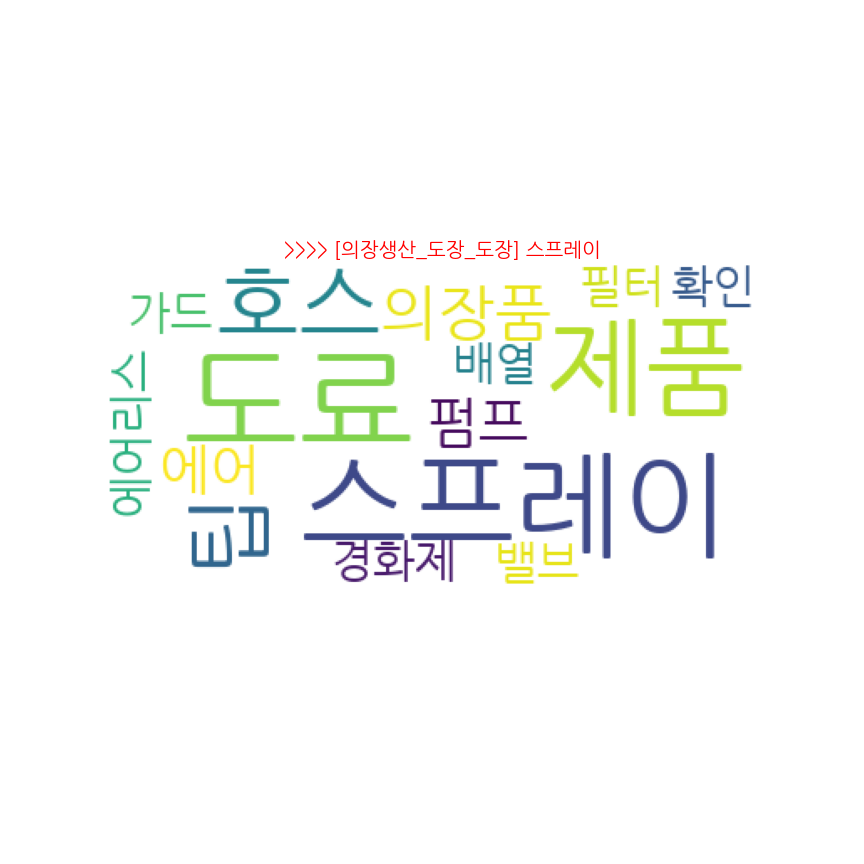 >>>> [의장생산_도장_도장] 스프레이
가드
호스
의장품
필터
확인
에어리스
도료
배열
제품
펌프
에어
스프레이
팁
경화제
밸브